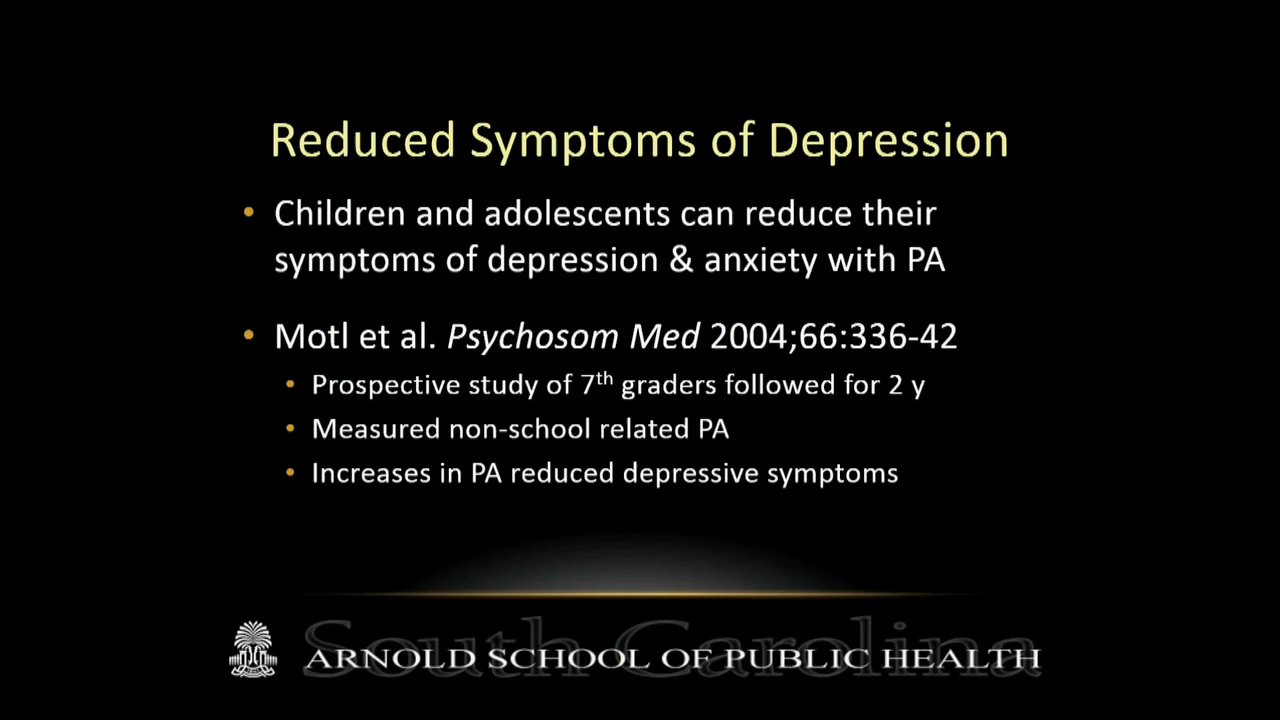 Reduced Symptoms of Depression
• Children and adolescents can reduce their
symptoms of depression & anxiety with PA
• Motl et al. Psychosom Med 2004;66:336-42
• Prospective study of 7th graders followed for 2 y
• Measured non-school related PA
• Increases in PA reduced depressive symptoms
South Carolina
ARNOLD SCHOOL OF PUBLIC HEALTH